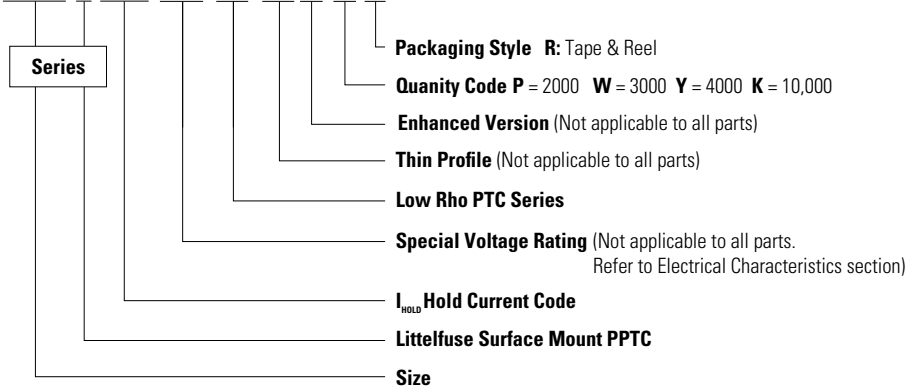 Packaging Style R: Tape & Reel
Series
Quanity Code P = 2000 W = 3000 Y = 4000 K = 10,000
Enhanced Version (Not applicable to all parts)
Thin Profile (Not applicable to all parts)
Low Rho PTC Series
Special Voltage Rating (Not applicable to all parts.
Refer to Electrical Characteristics section)
IHOLD Hold Current Code
Littelfuse Surface Mount PPTC
Size